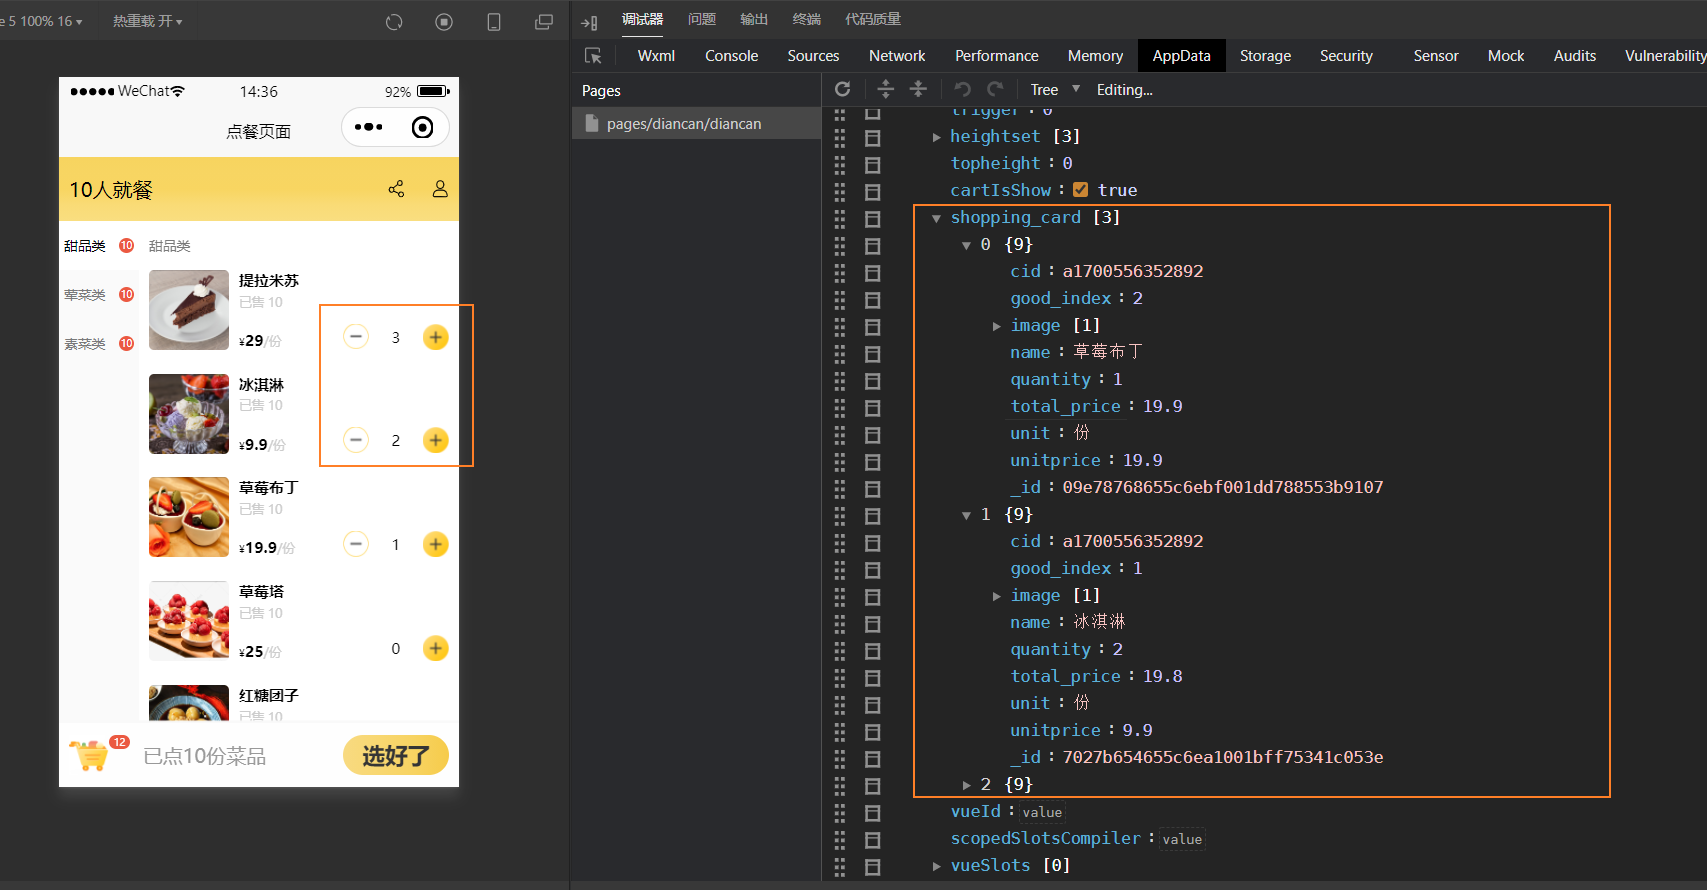 e 5 100% 16 热重载 开
调试器 问题 输出 终端 代码质量
Wxml Console Sources Network Performance Memory AppData Storage Security Sensor Mock Audits Vulnerability
Pages
pages/diancan/diancan
Tree Editing...
WeChat 14:36 92%
点餐页面
10人就餐
甜品类 10
荤菜类 10
素菜类 10
甜品类
提拉米苏
已售 10
¥29/份
3
冰淇淋
已售 10
¥9.9/份
2
草莓布丁
已售 10
¥19.9/份
1
草莓塔
已售 10
¥25/份
0
红糖团子
已售 10
12 已点10份菜品 选好了
trigger : 0
heightset [3]
topheight : 0
cartIsShow : true
shopping_card [3]
0 {9}
cid : a1700556352892
good_index : 2
image [1]
name : 草莓布丁
quantity : 1
total_price : 19.9
unit : 份
unitprice : 19.9
_id : 09e78768655c6ebf001dd788553b9107
1 {9}
cid : a1700556352892
good_index : 1
image [1]
name : 冰淇淋
quantity : 2
total_price : 19.8
unit : 份
unitprice : 9.9
_id : 7027b654655c6ea1001bff75341c053e
2 {9}
vueId : value
scopedSlotsCompiler : value
vueSlots [0]